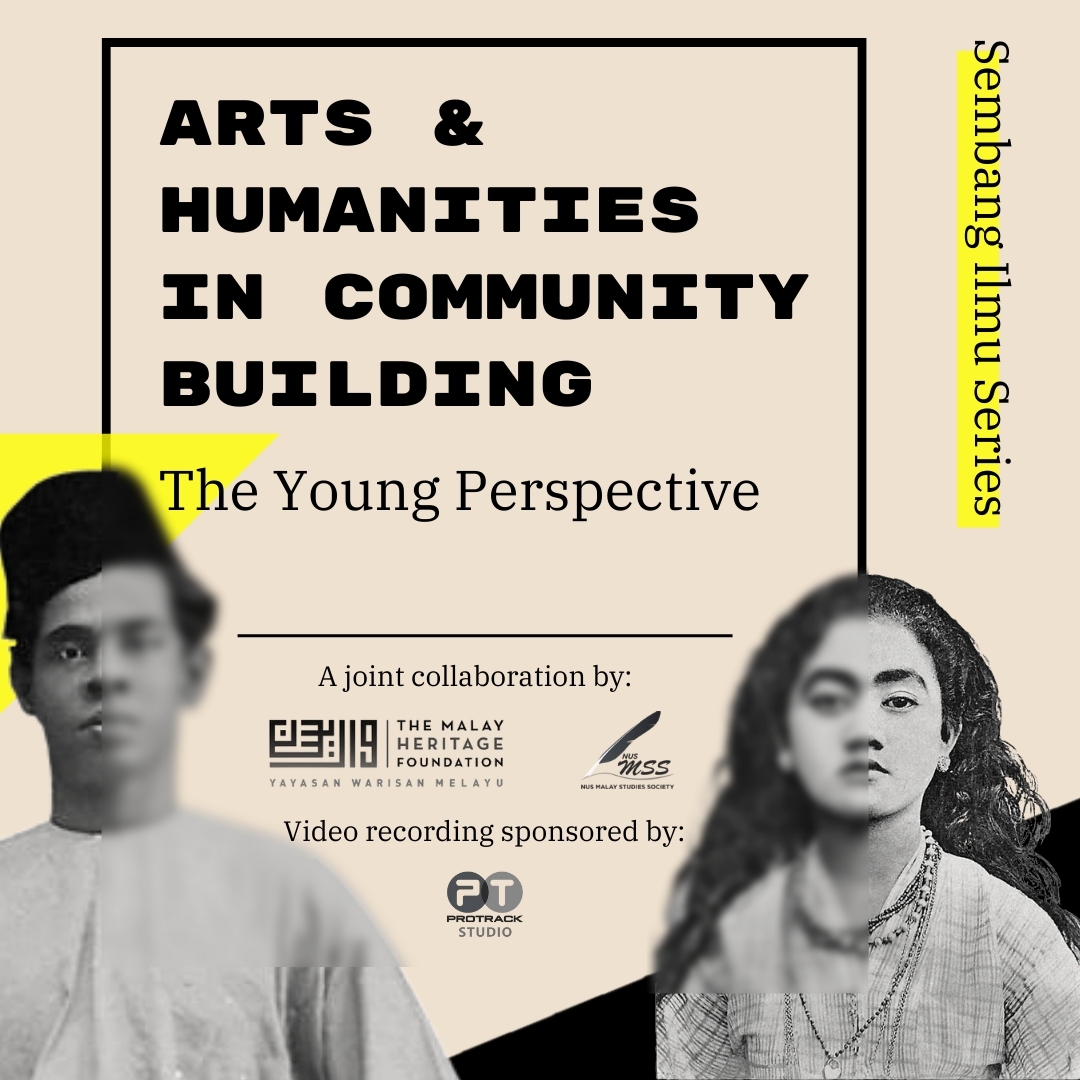 ARTS &
HUMANITIES
IN COMMUNITY
BUILDING
The Young Perspective
Sembang Ilmu Series
A joint collaboration by:
THE MALAY
HERITAGE
FOUNDATION
YAYASAN WARISAN MELAYU
NUS
MSS
NUS MALAY STUDIES SOCIETY
Video recording sponsored by:
PT
PROTRACK
STUDIO